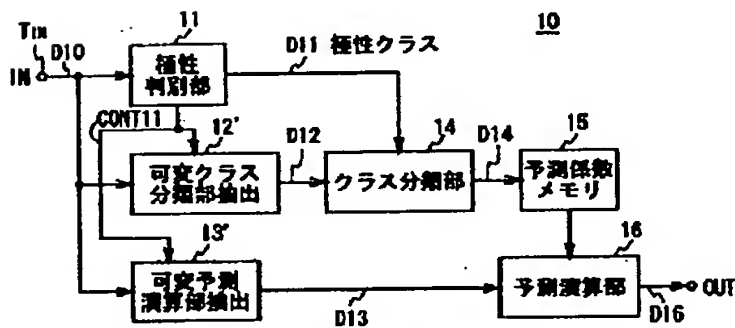 10
11
TIN
D10
IN
極性
判別部
D11 極性クラス
CONT11
12'
D12
14
D14
15
可変クラス
分類部抽出
クラス分類部
予測係数
メモリ
13'
16
可変予測
演算部抽出
D13
予測演算部
D16
OUT